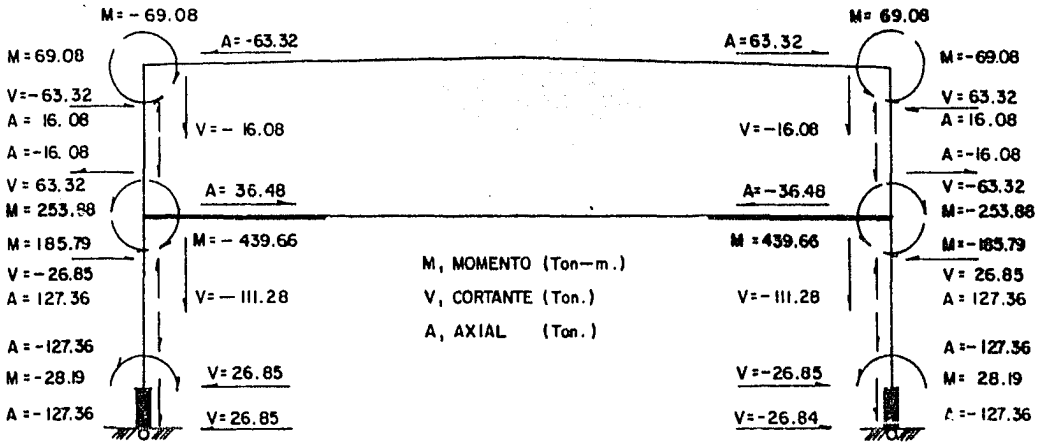 M=-69.08
M= 69.08
A=-63.32
A= 63.32
M=69.08
M=-69.08
V=-63.32
V= 63.32
A= 16.08
A=16.08
V=- 16.08
V=-16.08
A=-16.08
A=-16.08
V= 63.32
V=-63.32
A= 36.48
A=-36.48
M=253.88
M=-253.88
M=185.79
M=-439.66
M=439.66
M=-185.79
M, MOMENTO (Ton-m.)
V=-26.85
V= 26.85
A= 127.36
V=-111.28
V, CORTANTE (Ton.)
V=-111.28
A=127.36
A, AXIAL (Ton.)
A=-127.36
A=-127.36
M=-28.19
V= 26.85
V=-26.85
M= 28.19
A=-127.36
V= 26.85
V=-26.84
A=-127.36